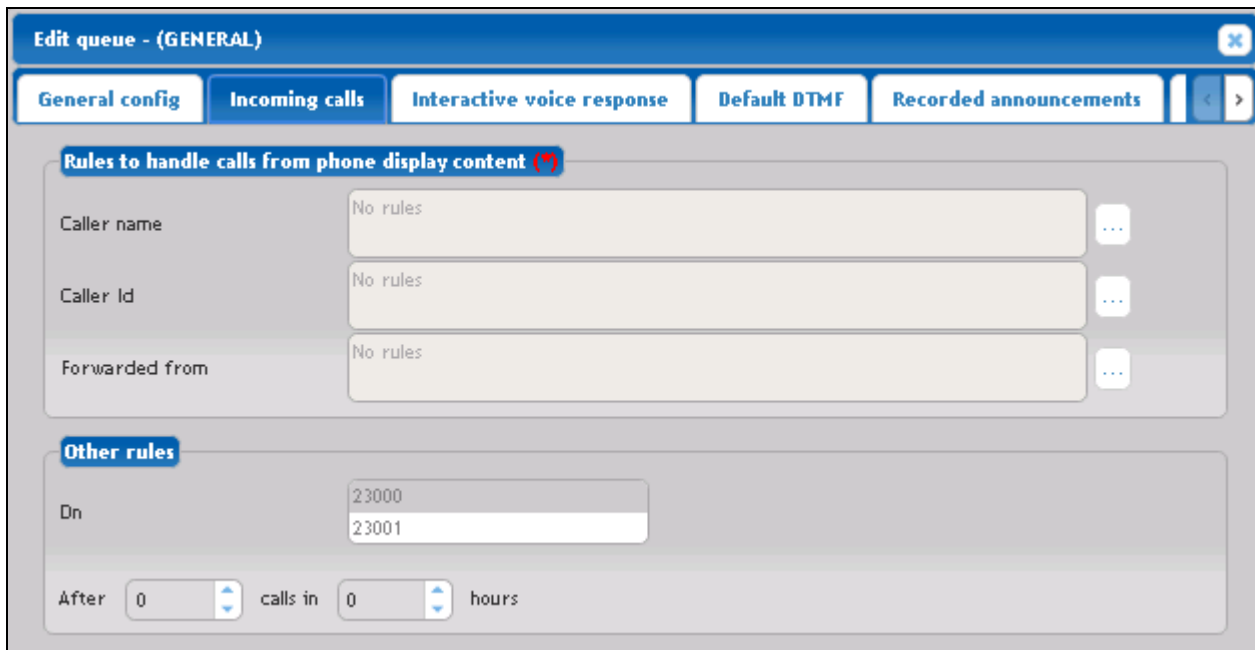 Edit queue - (GENERAL)
General config Incoming calls Interactive voice response Default DTMF Recorded announcements
Rules to handle calls from phone display content (*)
Caller name No rules ...
Caller Id No rules ...
Forwarded from No rules ...
Other rules
Dn 23000
23001
After 0 calls in 0 hours